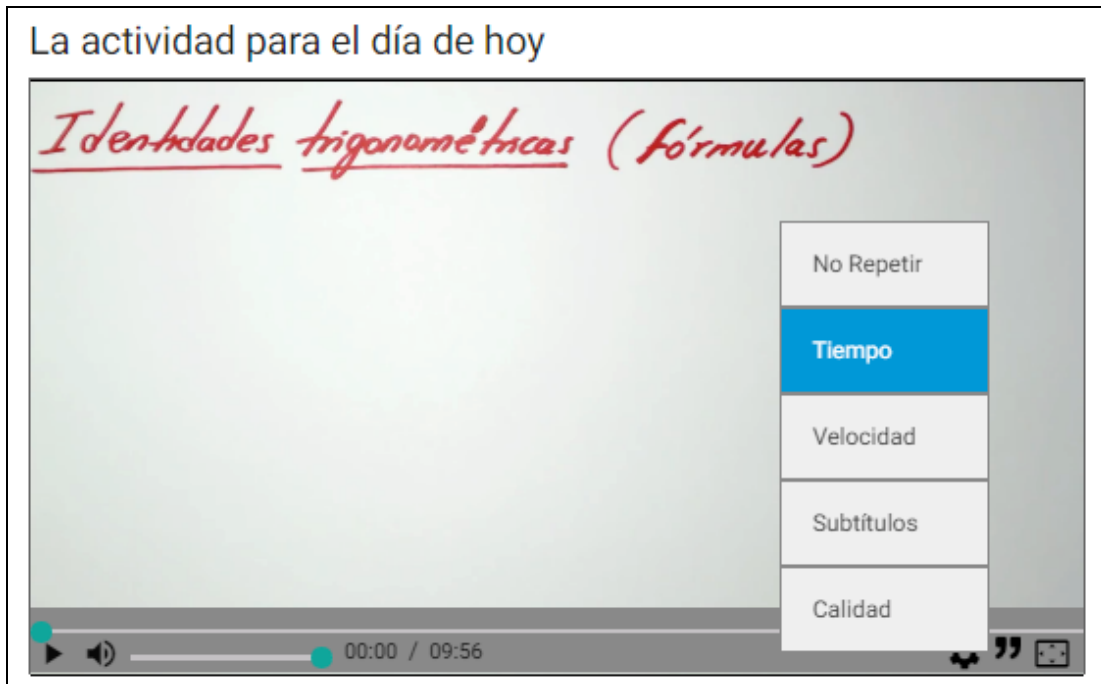 La actividad para el día de hoy
Identidades trigonométricas (fórmulas)
No Repetir
Tiempo
Velocidad
Subtítulos
Calidad
00:00 / 09:56